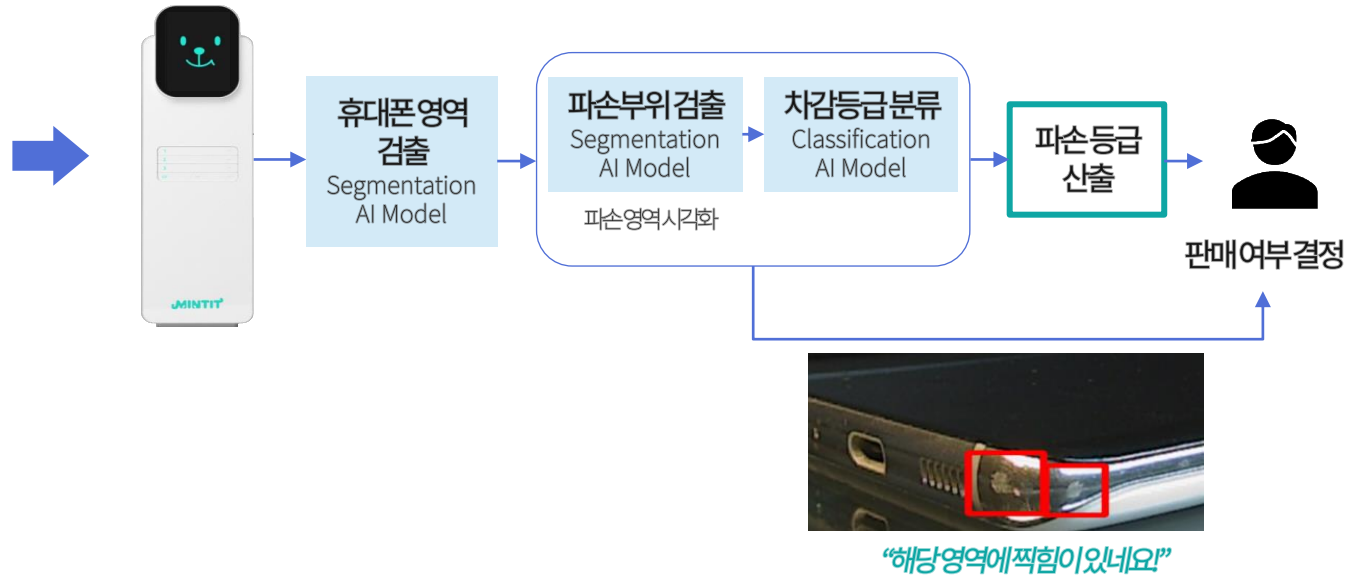 MINTIT
휴대폰 영역
검출
Segmentation
AI Model
파손부위 검출
Segmentation
AI Model
파손 영역 시각화
차감등급 분류
Classification
AI Model
파손 등급
산출
판매 여부 결정
“해당 영역에 찍힘이 있네요!”